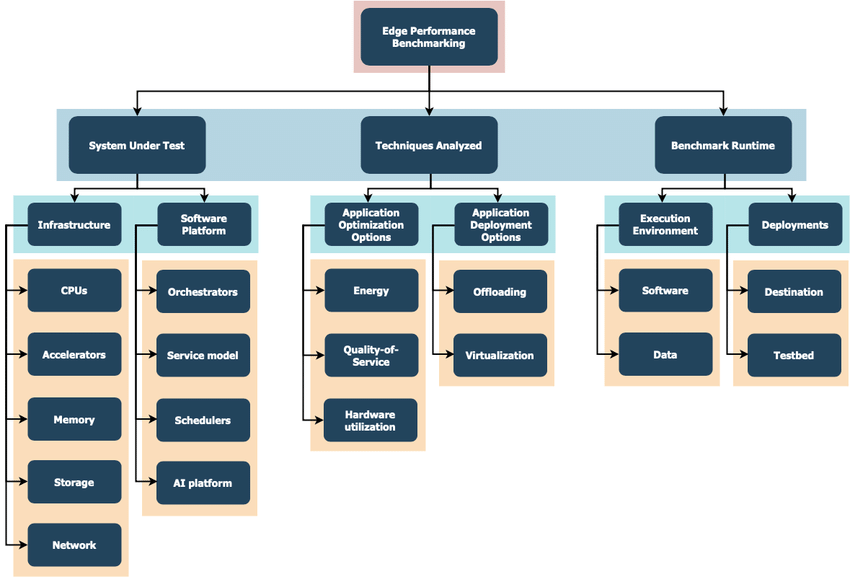 Edge Performance
Benchmarking
System Under Test
Techniques Analyzed
Benchmark Runtime
Infrastructure
Software
Platform
Application
Optimization
Options
Application
Deployment
Options
Execution
Environment
Deployments
CPUs
Accelerators
Memory
Storage
Network
Orchestrators
Service model
Schedulers
AI platform
Energy
Quality-of-
Service
Hardware
utilization
Offloading
Virtualization
Software
Data
Destination
Testbed